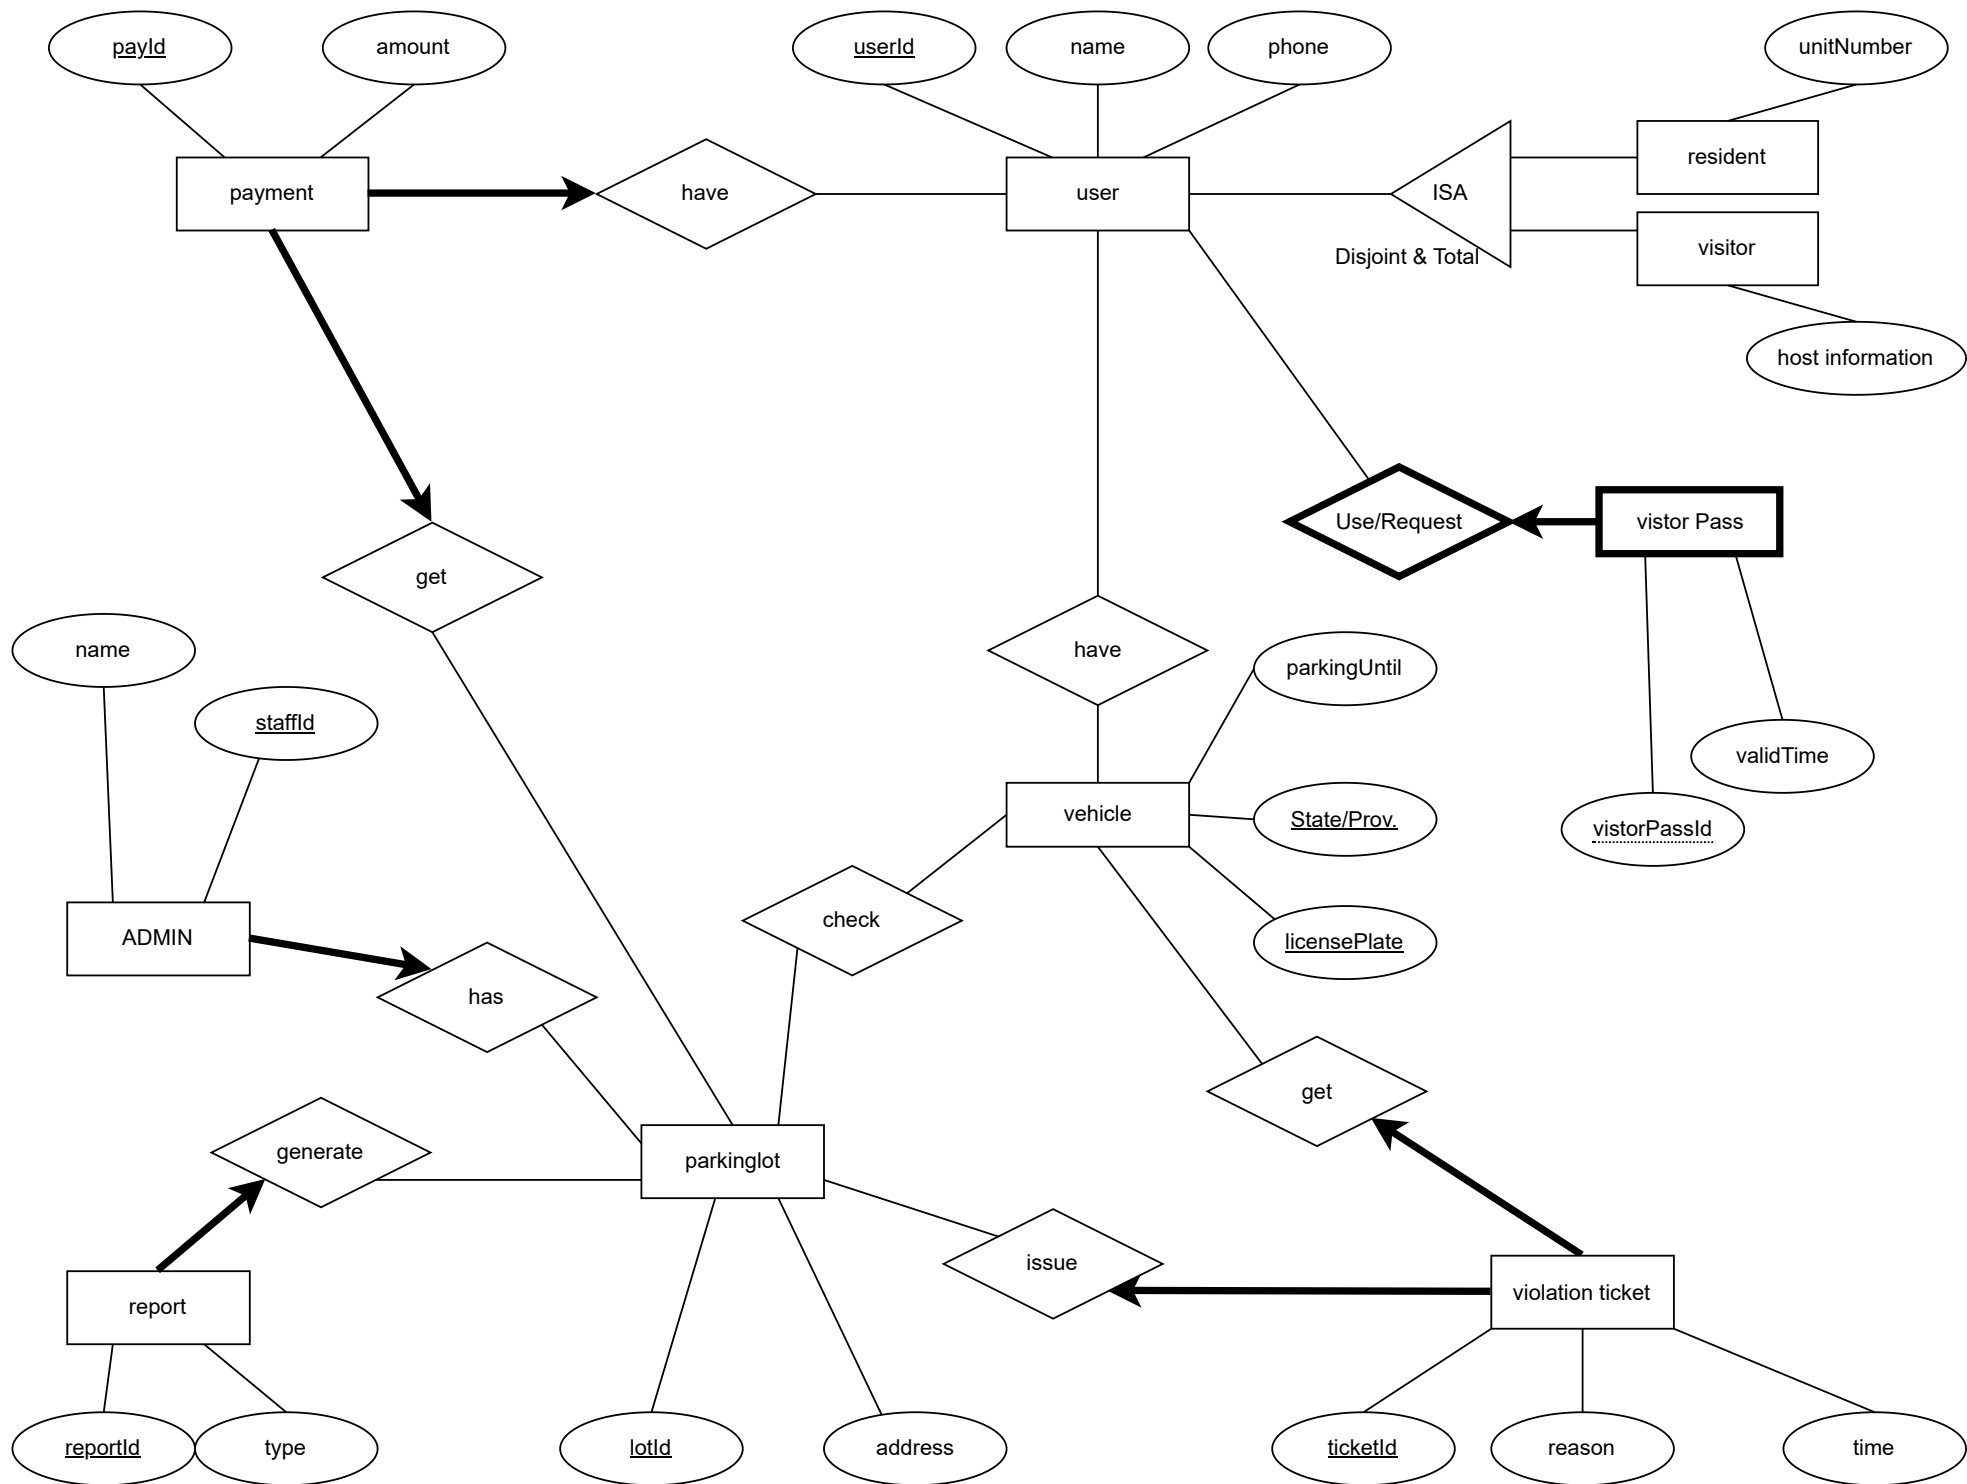 payId
amount
userId
name
phone
unitNumber
payment
have
user
ISA
resident
visitor
Disjoint & Total
host information
Use/Request
vistor Pass
get
name
have
parkingUntil
staffId
validTime
vehicle
State/Prov.
vistorPassId
check
licensePlate
ADMIN
has
get
generate
parkinglot
issue
violation ticket
report
reportId
type
lotId
address
ticketId
reason
time